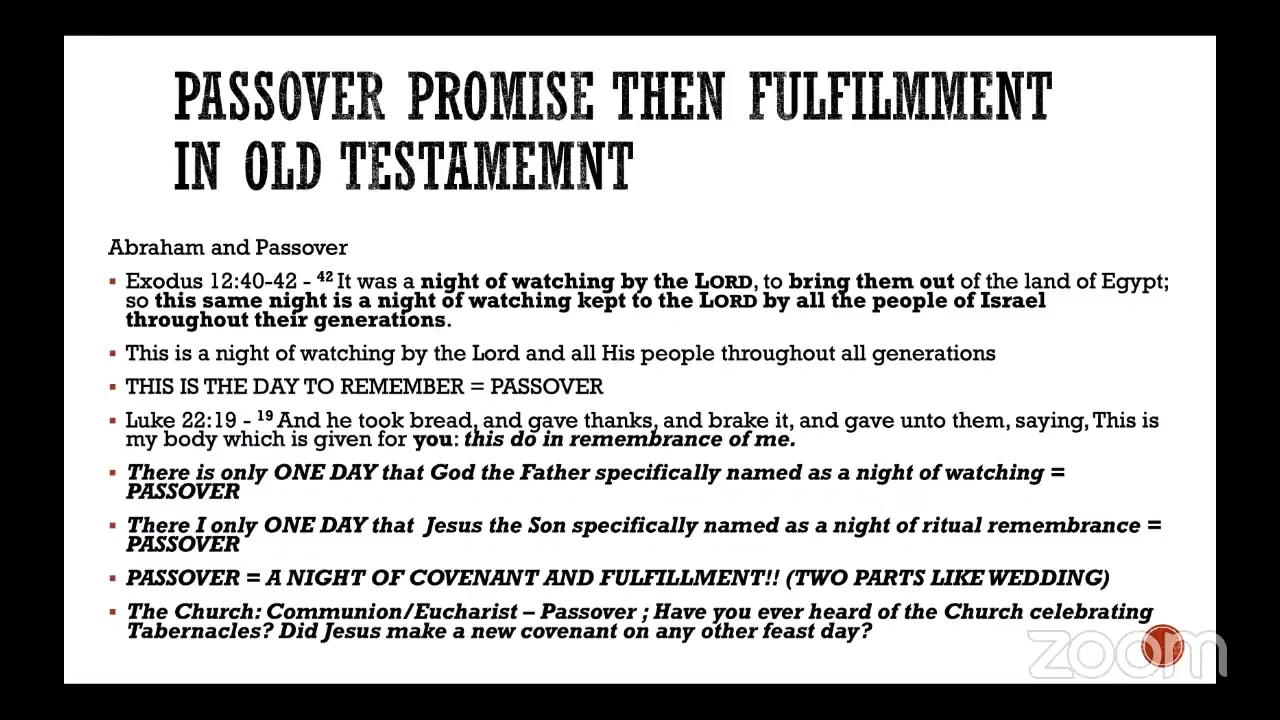 PASSOVER PROMISE THEN FULFILMMENT
IN OLD TESTAMEMNT
Abraham and Passover
▪ Exodus 12:40-42 - 42 It was a night of watching by the LORD, to bring them out of the land of Egypt;
so this same night is a night of watching kept to the LORD by all the people of Israel
throughout their generations.
▪ This is a night of watching by the Lord and all His people throughout all generations
▪ THIS IS THE DAY TO REMEMBER = PASSOVER
▪ Luke 22:19 - 19 And he took bread, and gave thanks, and brake it, and gave unto them, saying, This is
my body which is given for you: this do in remembrance of me.
▪ There is only ONE DAY that God the Father specifically named as a night of watching =
PASSOVER
▪ There I only ONE DAY that Jesus the Son specifically named as a night of ritual remembrance =
PASSOVER
▪ PASSOVER = A NIGHT OF COVENANT AND FULFILLMENT!! (TWO PARTS LIKE WEDDING)
▪ The Church: Communion/Eucharist – Passover ; Have you ever heard of the Church celebrating
Tabernacles? Did Jesus make a new covenant on any other feast day?
zoom